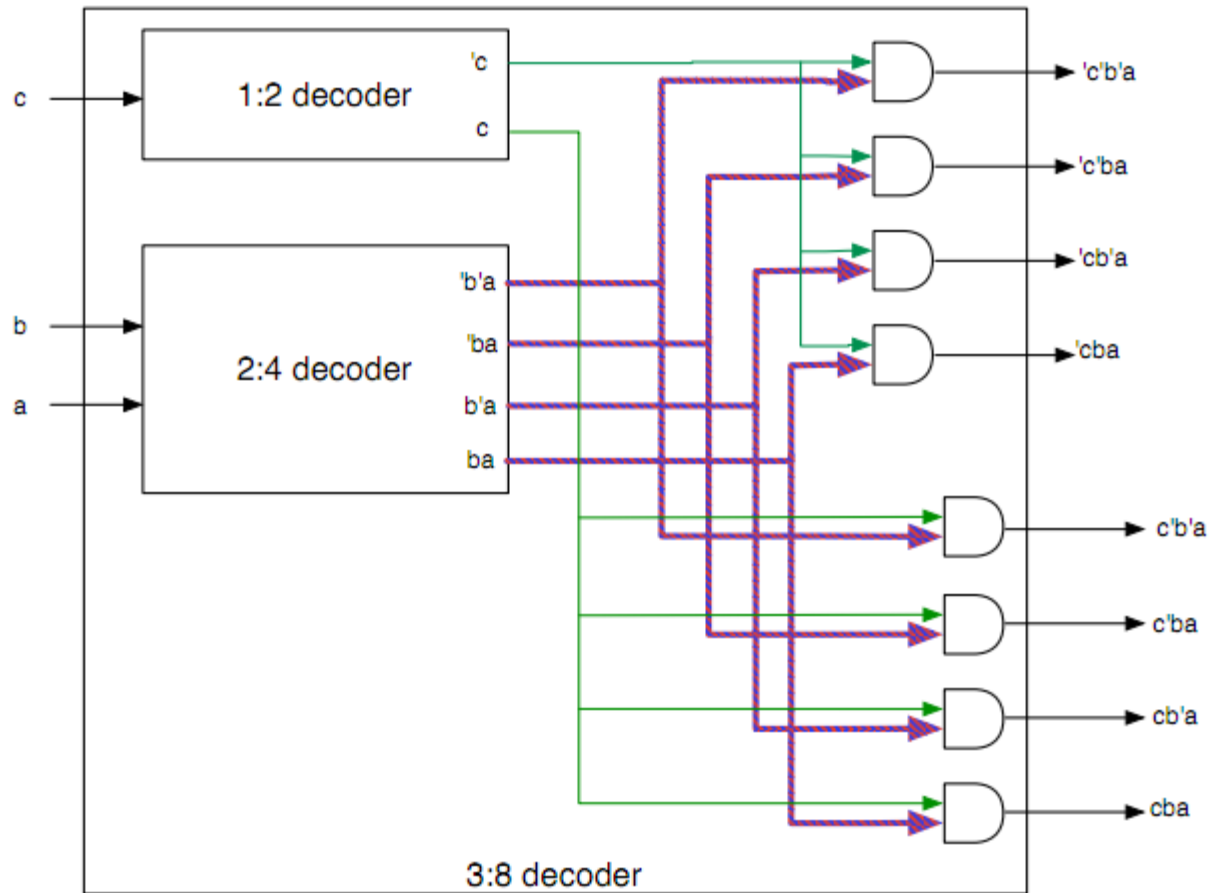 'c
'c'b'a
1:2 decoder
c
c
'c'ba
'cb'a
'b'a
b
'ba
'cba
2:4 decoder
a
b'a
ba
c'b'a
c'ba
cb'a
cba
3:8 decoder